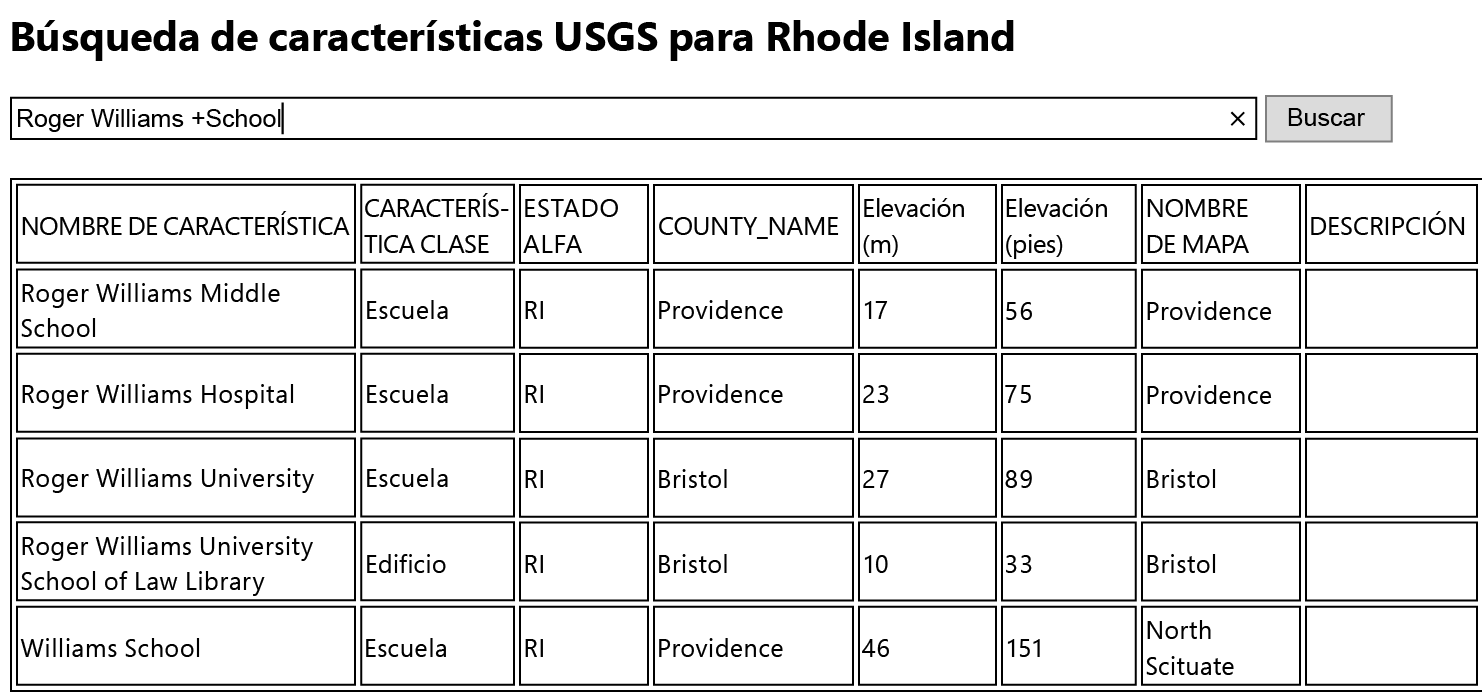 Búsqueda de características USGS para Rhode Island
Roger Williams +School × Buscar
NOMBRE DE CARACTERÍSTICA CARACTERÍS-TICA CLASE ESTADO ALFA COUNTY_NAME Elevación (m) Elevación (pies) NOMBRE DE MAPA DESCRIPCIÓN
Roger Williams Middle School Escuela RI Providence 17 56 Providence
Roger Williams Hospital Escuela RI Providence 23 75 Providence
Roger Williams University Escuela RI Bristol 27 89 Bristol
Roger Williams University School of Law Library Edificio RI Bristol 10 33 Bristol
Williams School Escuela RI Providence 46 151 North Scituate